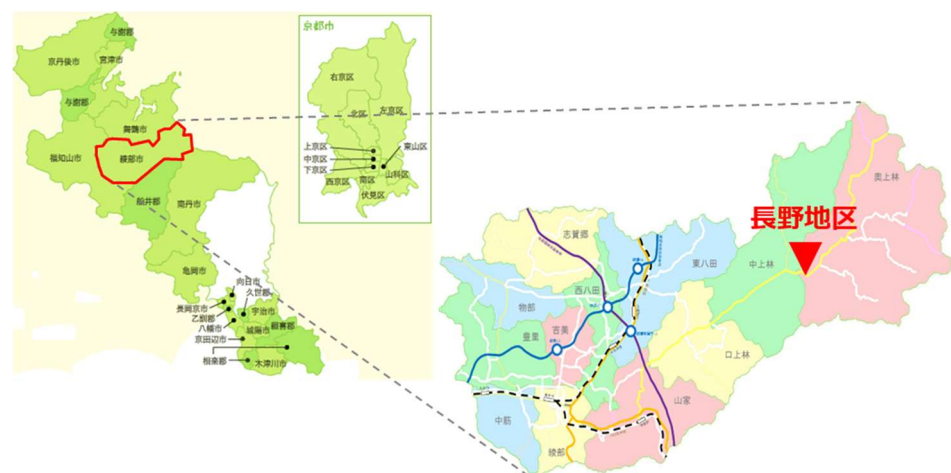 与謝郡
京丹後市
宮津市
与謝郡
舞鶴市
綾部市
福知山市
船井郡
南丹市
亀岡市
向日市
久世郡
長岡京市
宇治市
乙訓郡
八幡市
城陽市
綴喜郡
京田辺市
相楽郡
木津川市
京都市
右京区
北区
左京区
上京区
東山区
中京区
下京区
西京区
南区
山科区
伏見区
長野地区
奥上林
中上林
志賀郷
東八田
西八田
物部
豊里
吉美
口上林
山家
中筋
綾部